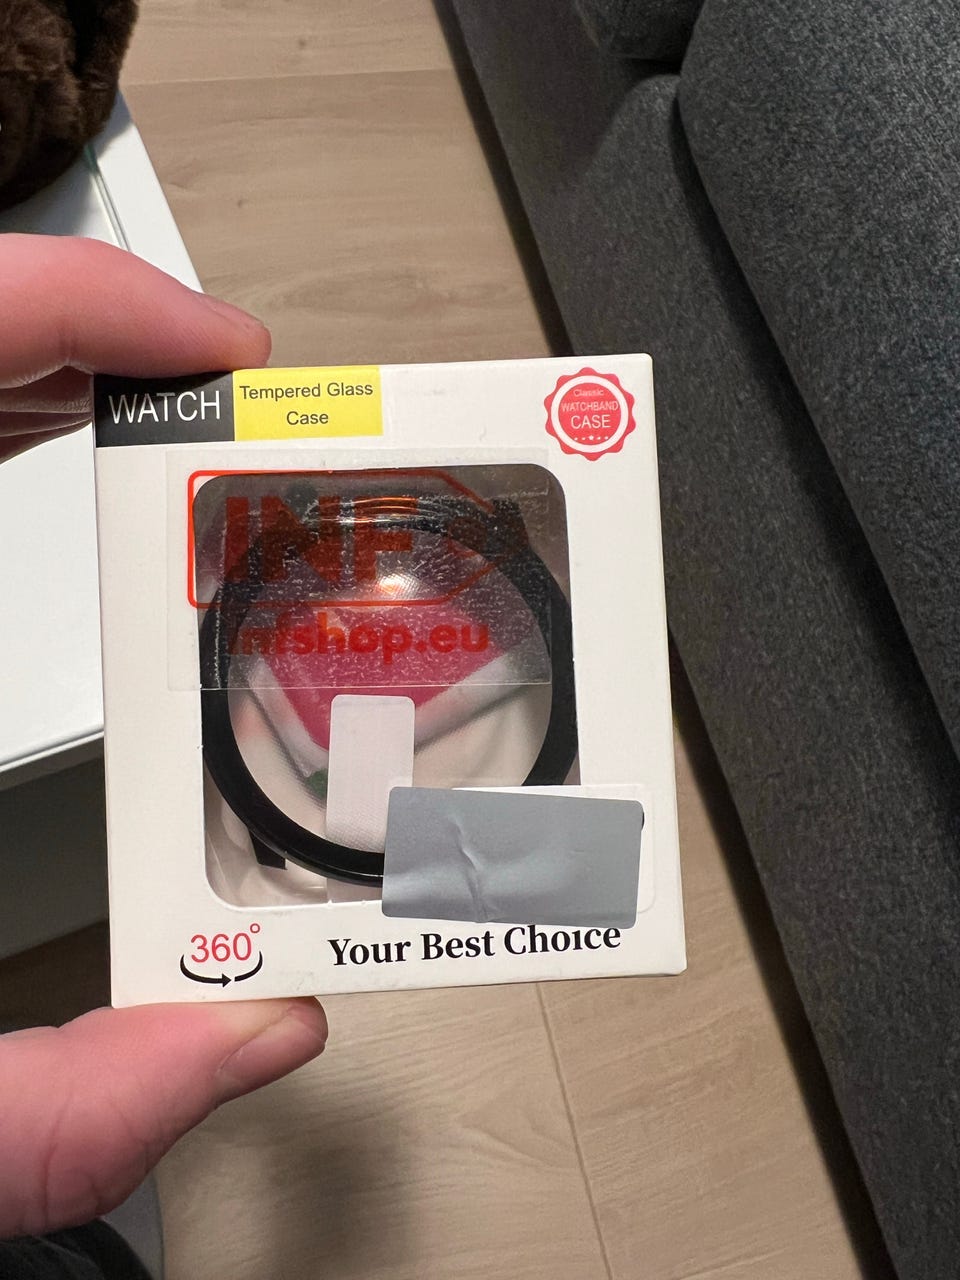 WATCH
Tempered Glass
Case
Classic
WATCHBAND
CASE
INF
infshop.eu
360°
Your Best Choice